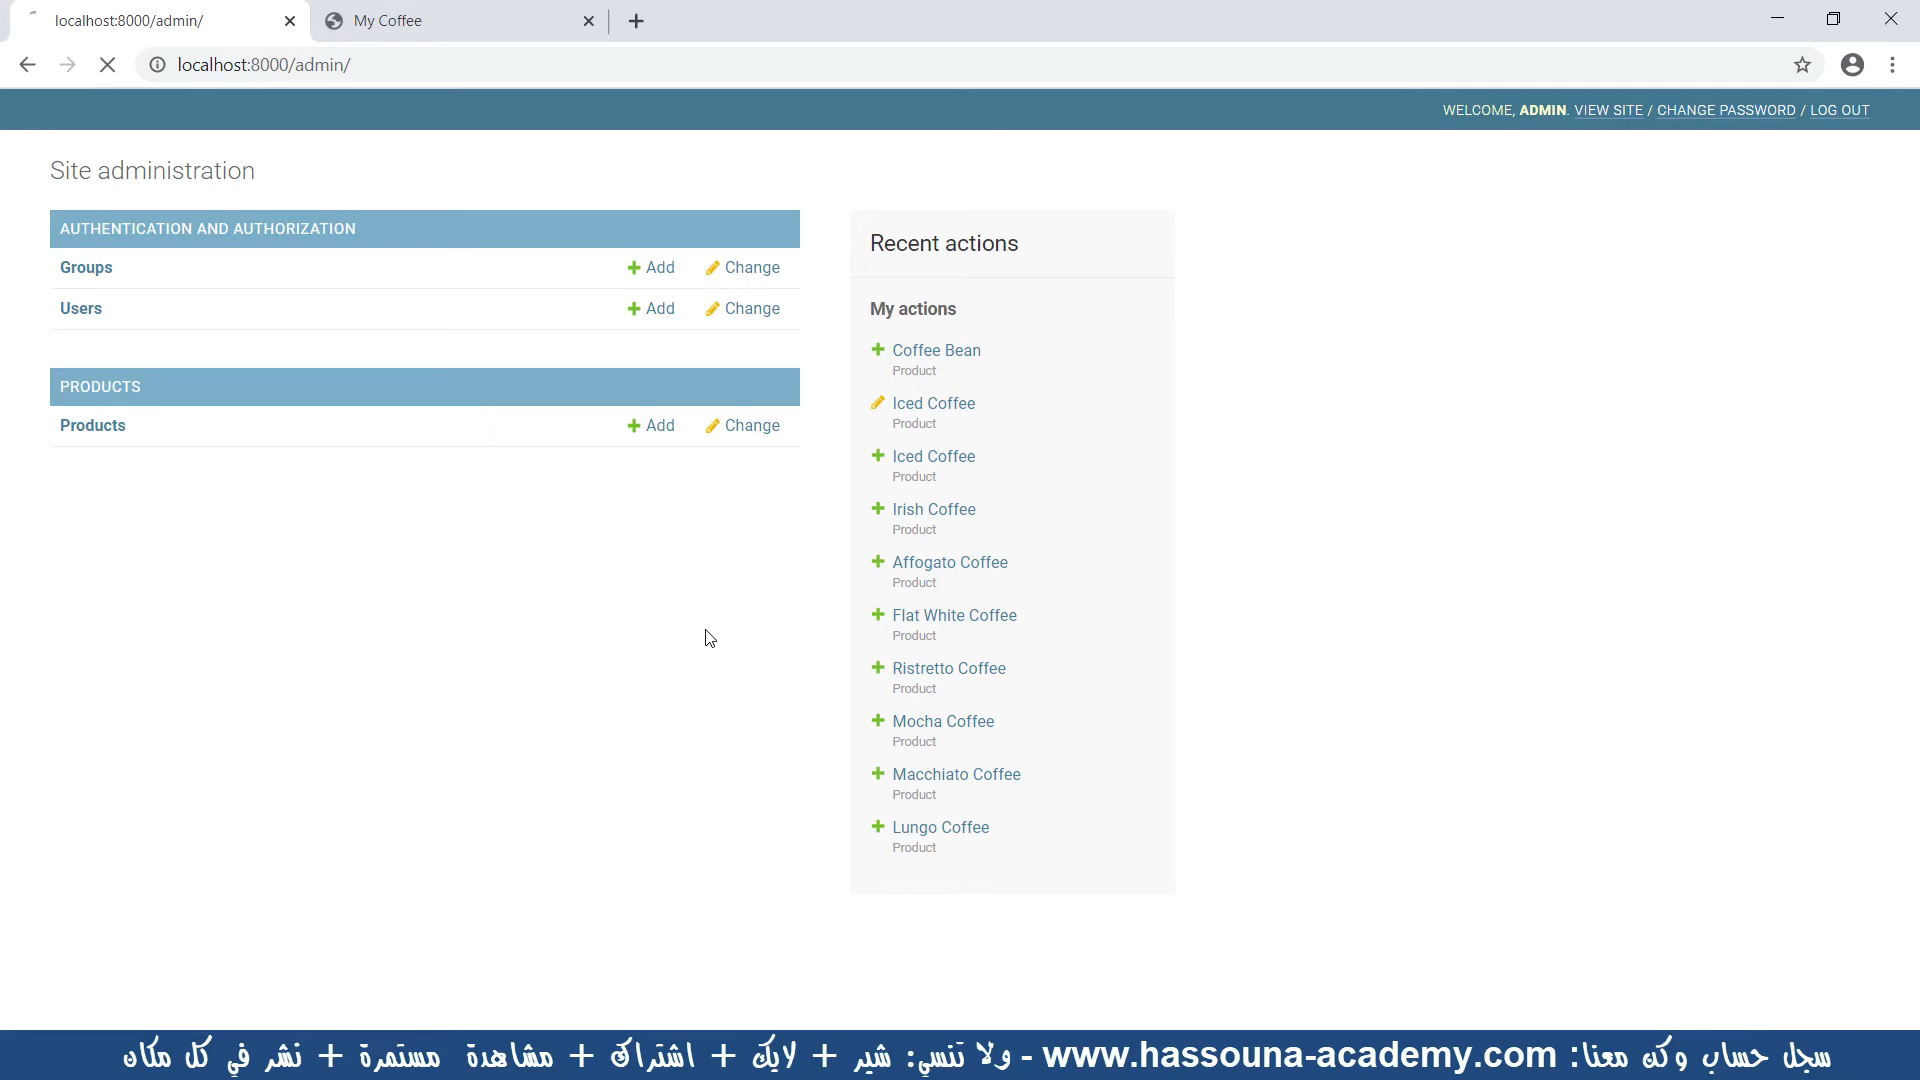 localhost:8000/admin/
My Coffee
localhost:8000/admin/
WELCOME, ADMIN. VIEW SITE / CHANGE PASSWORD / LOG OUT
Site administration
AUTHENTICATION AND AUTHORIZATION
Groups Add Change
Users Add Change
PRODUCTS
Products Add Change
Recent actions
My actions
Coffee Bean
Product
Iced Coffee
Product
Iced Coffee
Product
Irish Coffee
Product
Affogato Coffee
Product
Flat White Coffee
Product
Ristretto Coffee
Product
Mocha Coffee
Product
Macchiato Coffee
Product
Lungo Coffee
Product
سجل حساب وكن معنا: www.hassouna-academy.com - ولا تنسى: شير + لايك + اشتراك + مشاهدة مستمرة + نشر في كل مكان